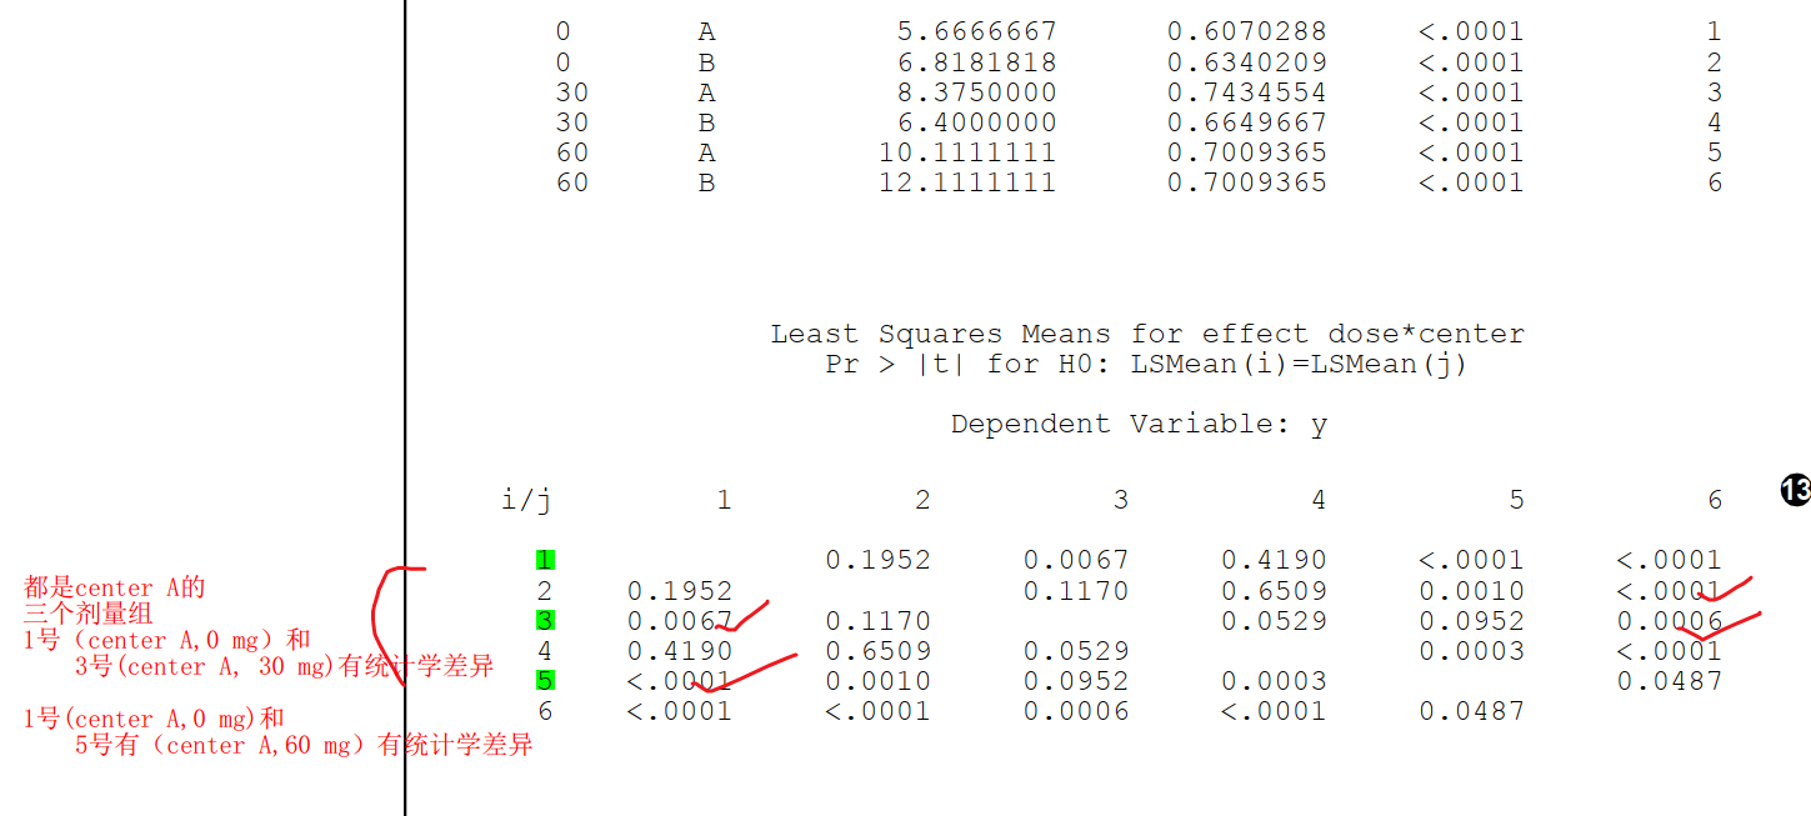 0 A 5.6666667 0.6070288 <.0001 1
0 B 6.8181818 0.6340209 <.0001 2
30 A 8.3750000 0.7434554 <.0001 3
30 B 6.4000000 0.6649667 <.0001 4
60 A 10.1111111 0.7009365 <.0001 5
60 B 12.1111111 0.7009365 <.0001 6
Least Squares Means for effect dose*center
Pr > |t| for H0: LSMean(i)=LSMean(j)
Dependent Variable: y
i/j 1 2 3 4 5 6
13
1 0.1952 0.0067 0.4190 <.0001 <.0001
2 0.1952 0.1170 0.6509 0.0010 <.0001
3 0.0067 0.1170 0.0529 0.0952 0.0006
4 0.4190 0.6509 0.0529 0.0003 <.0001
5 <.0001 0.0010 0.0952 0.0003 0.0487
6 <.0001 <.0001 0.0006 <.0001 0.0487
都是center A的
三个剂量组
1号（center A,0 mg）和
3号(center A, 30 mg)有统计学差异
1号(center A,0 mg)和
5号有（center A,60 mg）有统计学差异